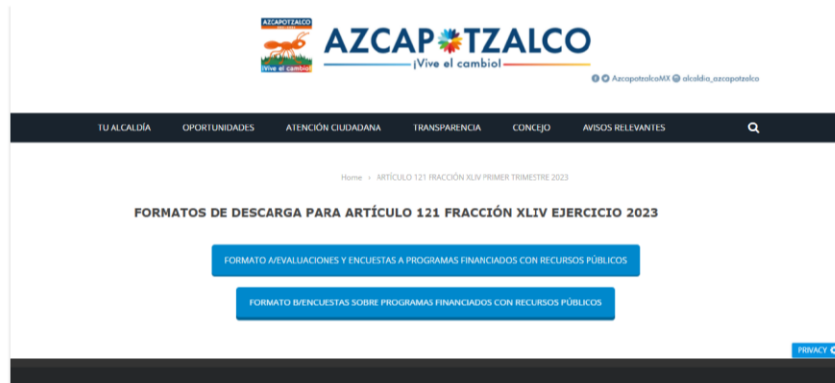 AZCAPOTZALCO
¡Vive el cambio!
AZCAP TZALCO
¡Vive el cambio!
AzcapotzalcoMX alcaldia_azcapotzalco
TU ALCALDÍA OPORTUNIDADES ATENCIÓN CIUDADANA TRANSPARENCIA CONCEJO AVISOS RELEVANTES
Home › ARTÍCULO 121 FRACCIÓN XLIV PRIMER TRIMESTRE 2023
FORMATOS DE DESCARGA PARA ARTÍCULO 121 FRACCIÓN XLIV EJERCICIO 2023
FORMATO A/EVALUACIONES Y ENCUESTAS A PROGRAMAS FINANCIADOS CON RECURSOS PÚBLICOS
FORMATO B/ENCUESTAS SOBRE PROGRAMAS FINANCIADOS CON RECURSOS PÚBLICOS
PRIVACY